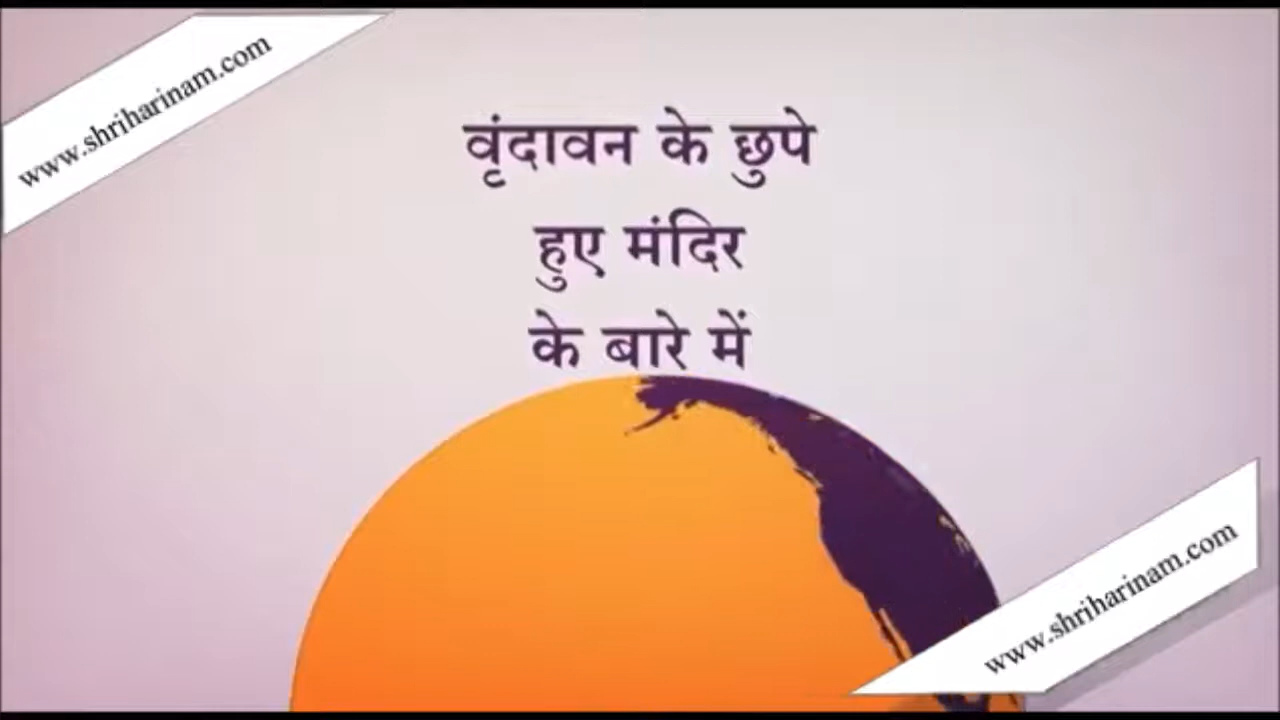 www.shriharinam.com
वृंदावन के छुपे
हुए मंदिर
के बारे में
www.shriharinam.com